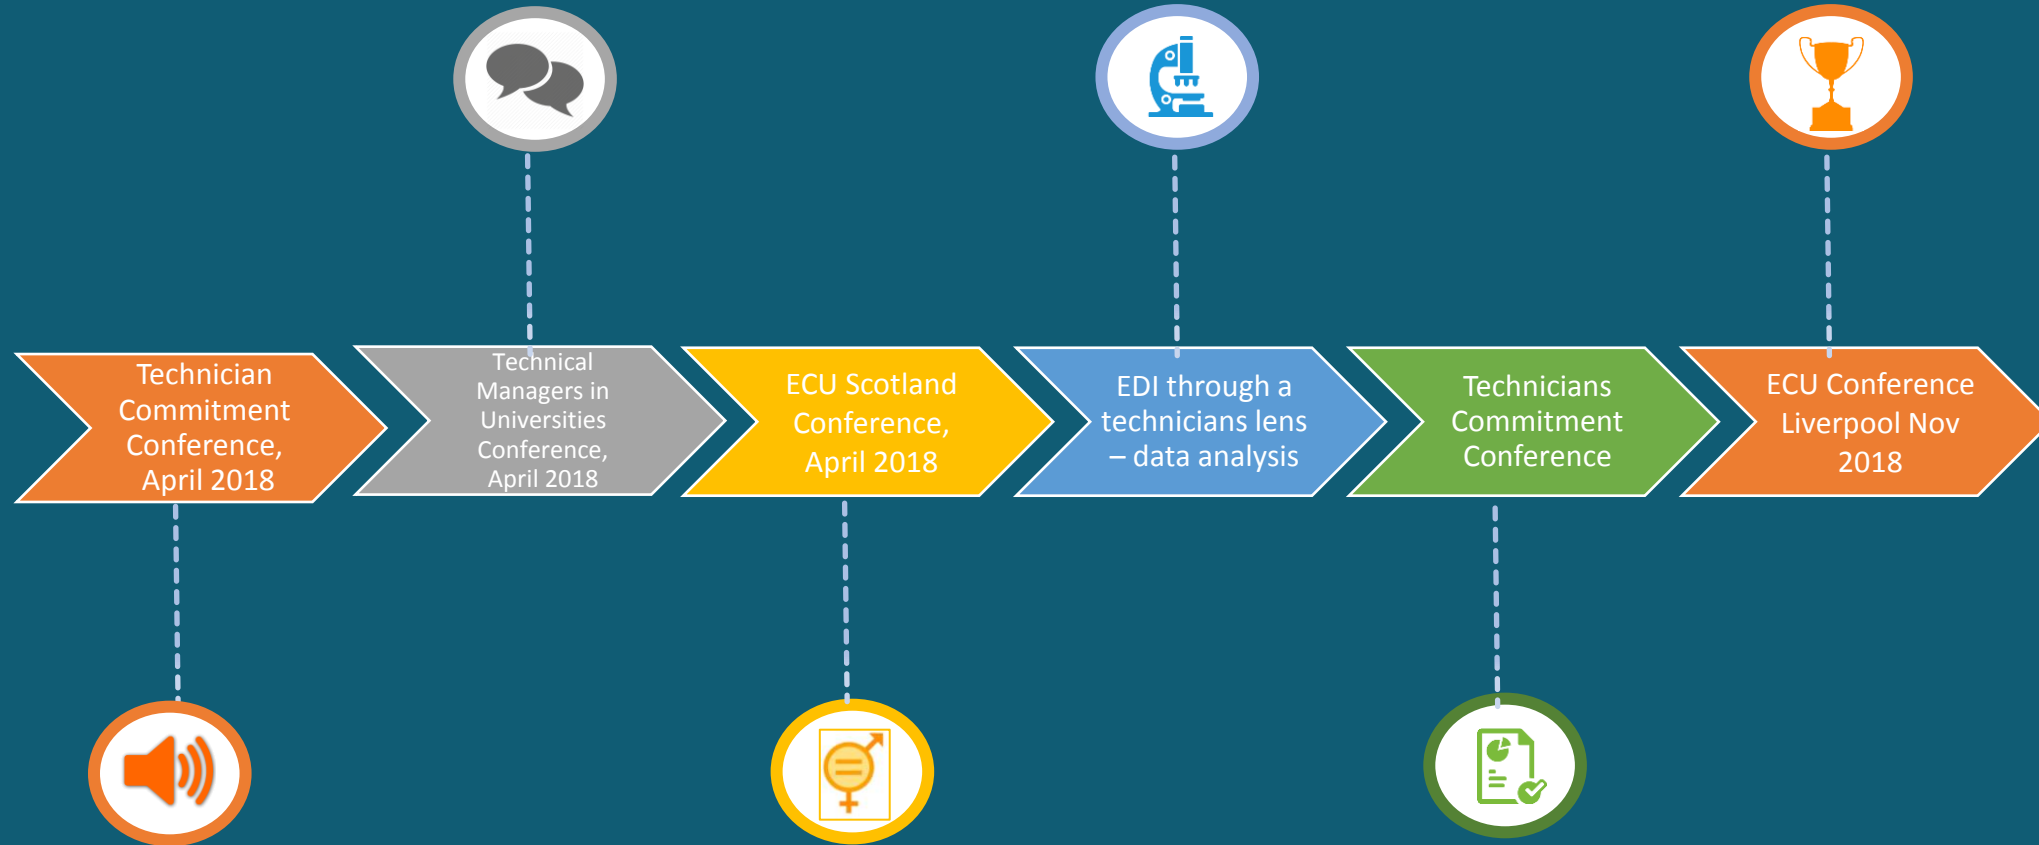 Technician
Commitment
Conference,
April 2018
Technical
Managers in
Universities
Conference,
April 2018
ECU Scotland
Conference,
April 2018
EDI through a
technicians lens
– data analysis
Technicians
Commitment
Conference
ECU Conference
Liverpool Nov
2018